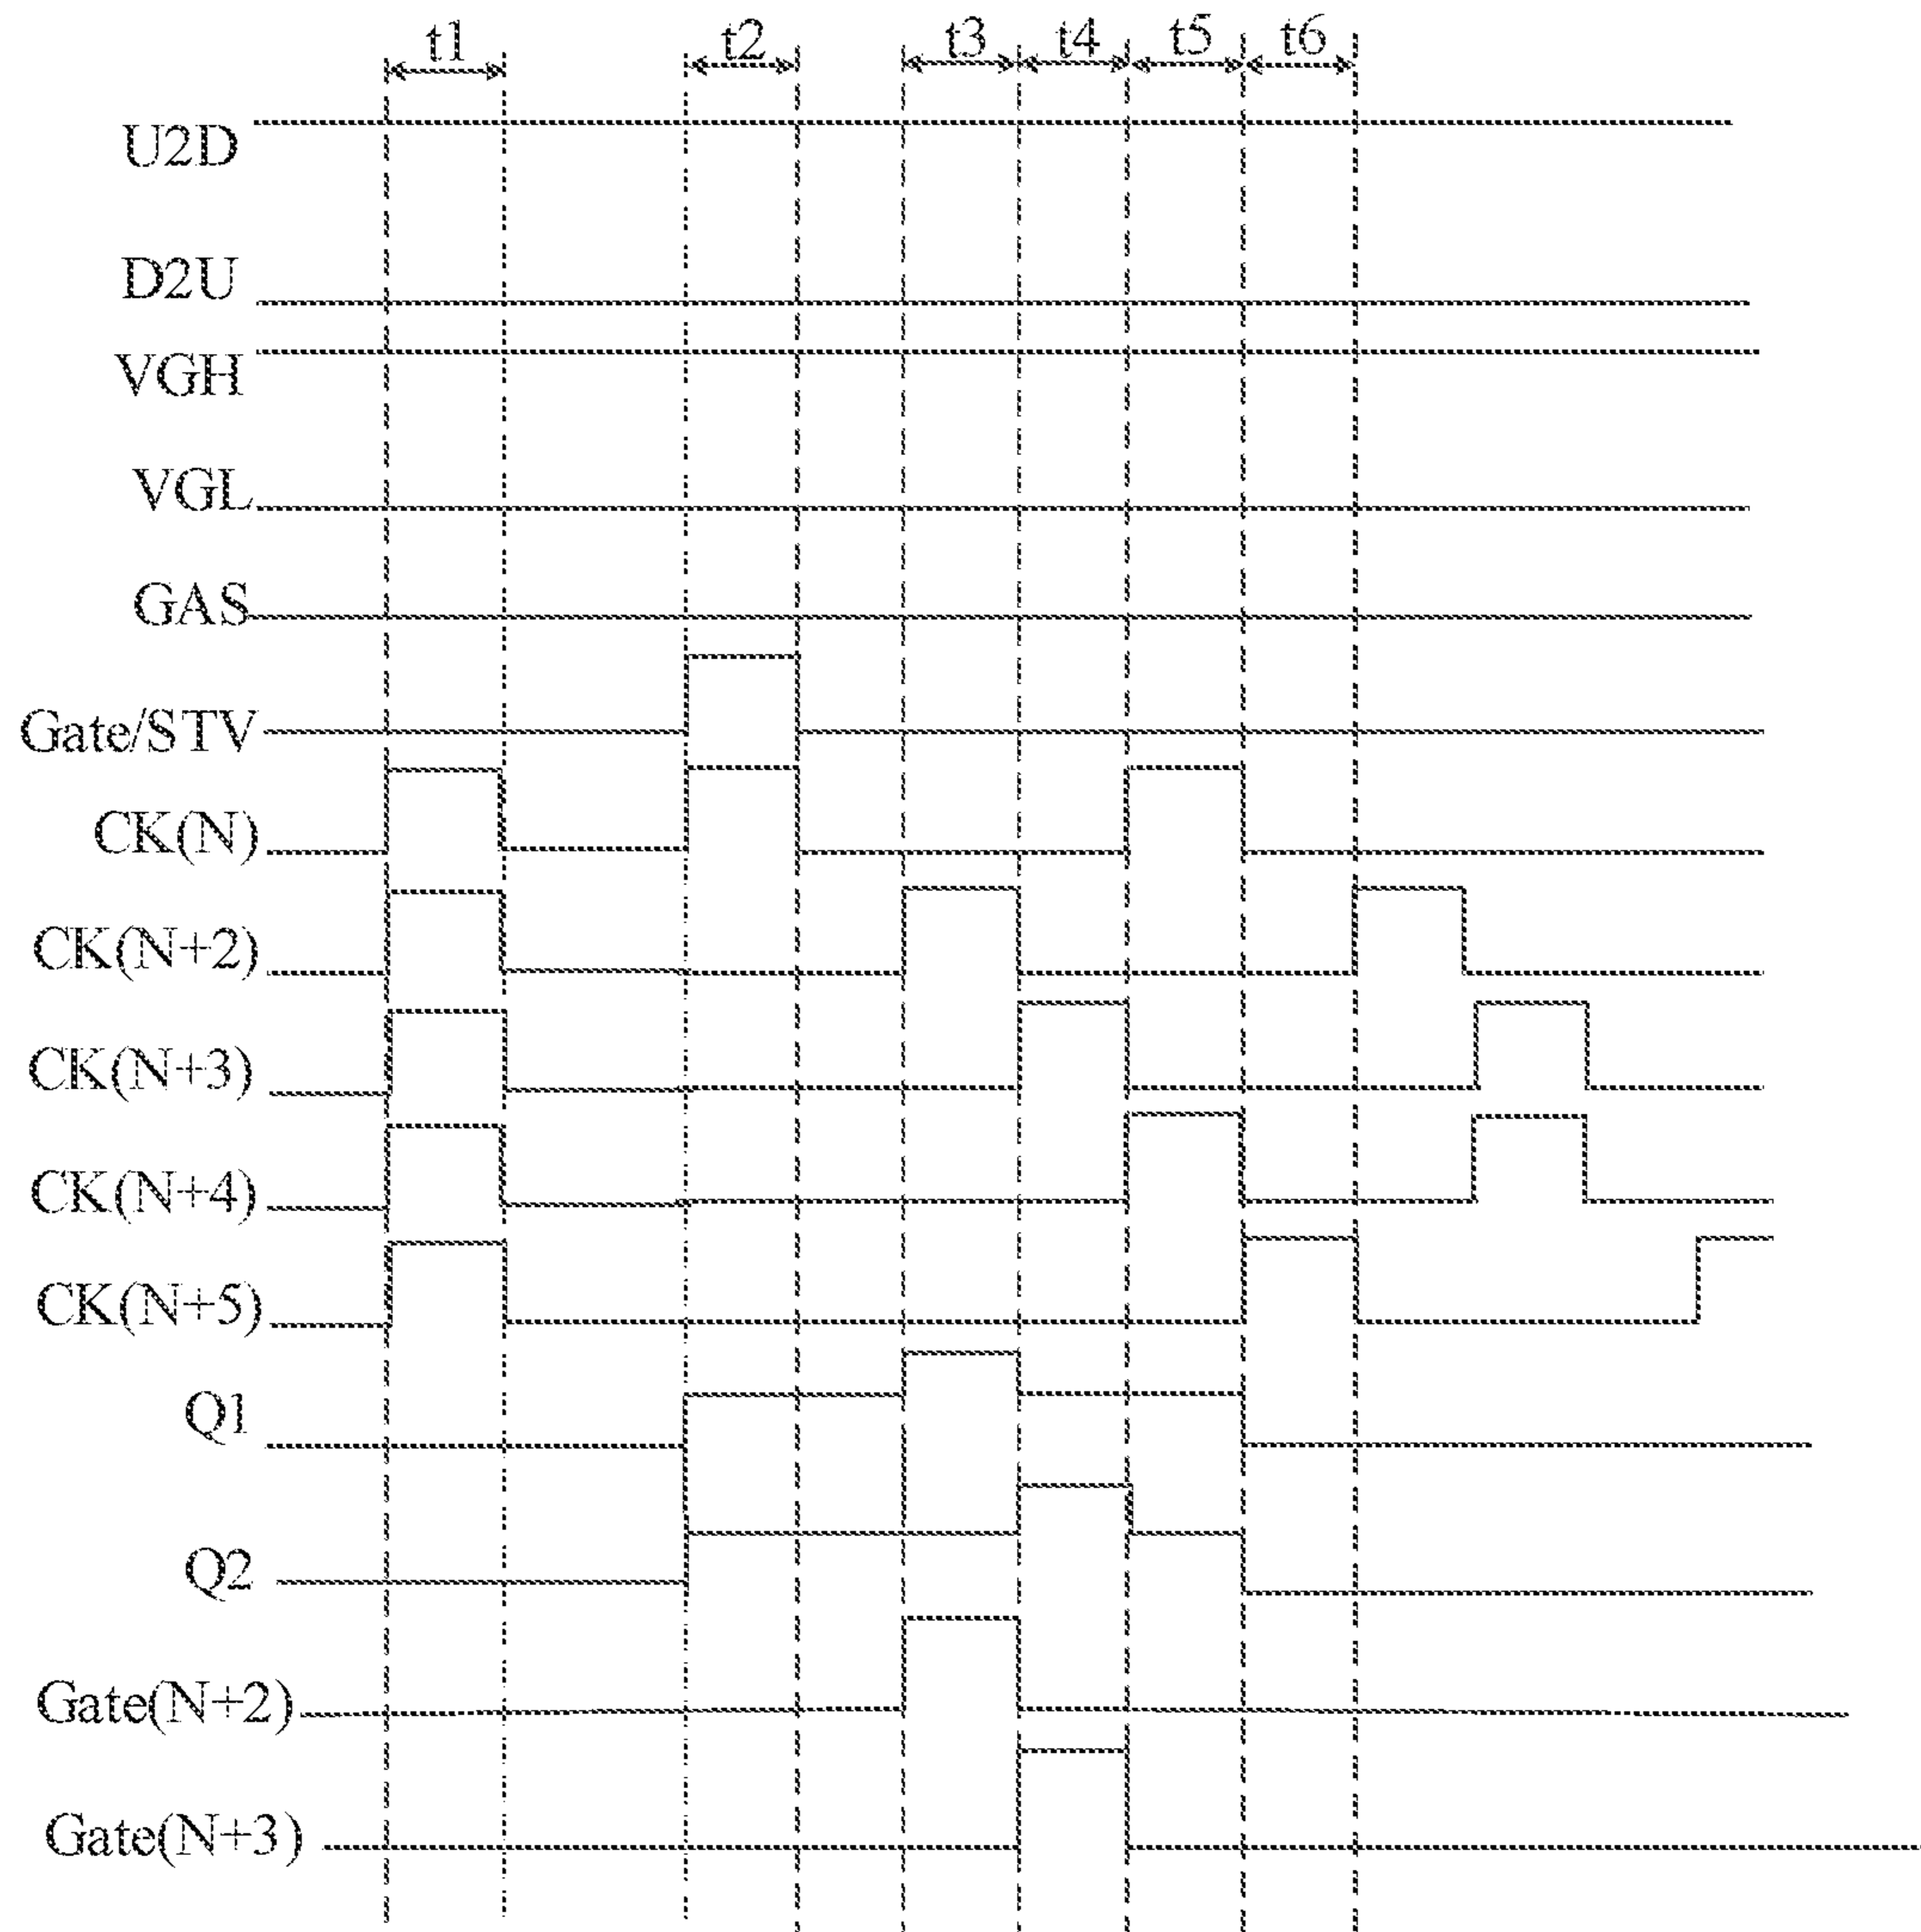 t1 t2 t3 t4 t5 t6
U2D
D2U
VGH
VGL
GAS
Gate/STV
CK(N)
CK(N+2)
CK(N+3)
CK(N+4)
CK(N+5)
Q1
Q2
Gate(N+2)
Gate(N+3)